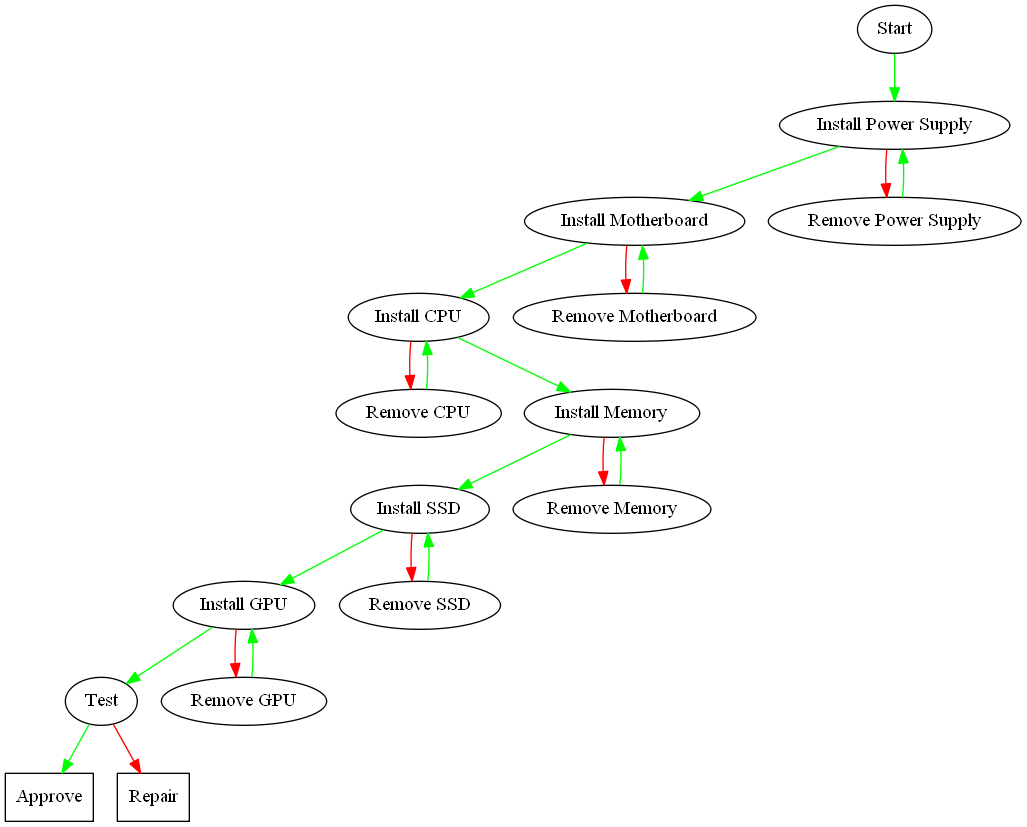 Start
Install Power Supply
Install Motherboard
Remove Power Supply
Install CPU
Remove Motherboard
Remove CPU
Install Memory
Install SSD
Remove Memory
Install GPU
Remove SSD
Test
Remove GPU
Approve
Repair